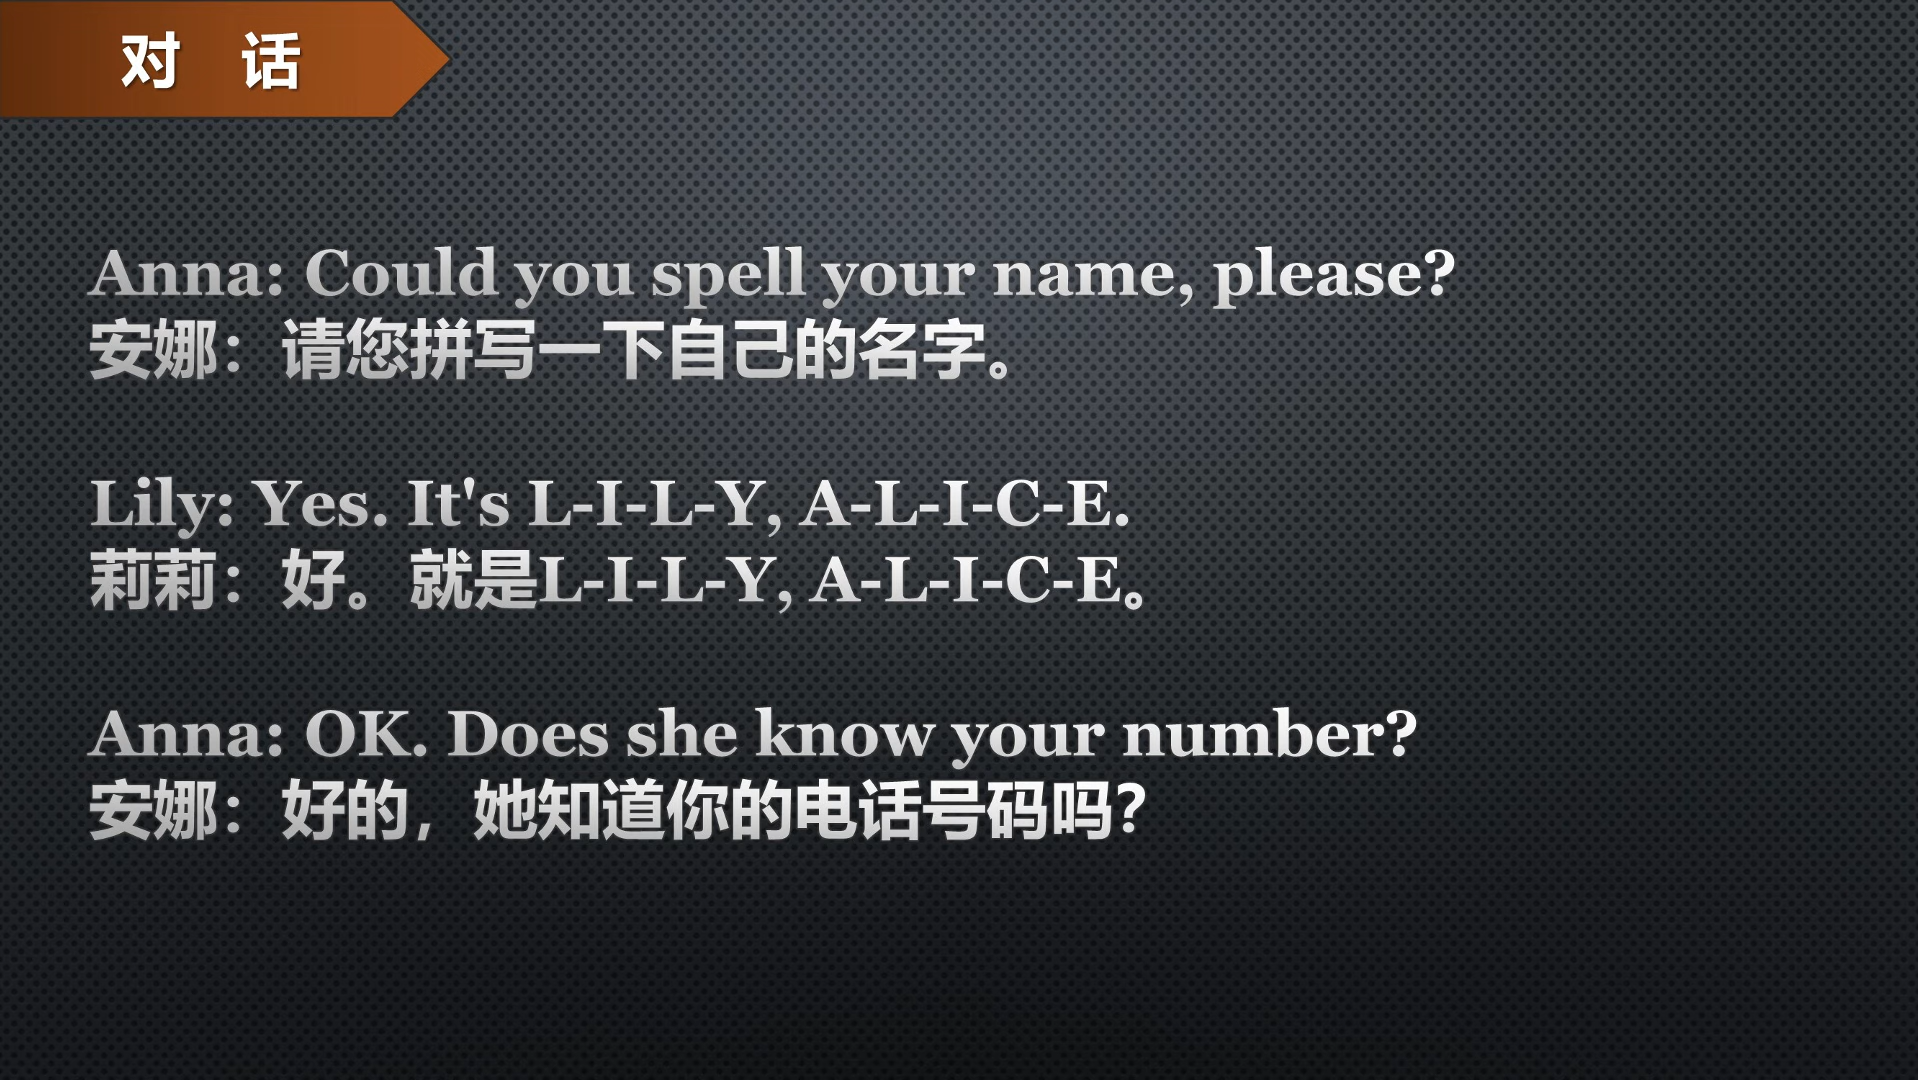 对 话
Anna: Could you spell your name, please?
安娜：请您拼写一下自己的名字。
Lily: Yes. It's L-I-L-Y, A-L-I-C-E.
莉莉：好。就是L-I-L-Y, A-L-I-C-E。
Anna: OK. Does she know your number?
安娜：好的，她知道你的电话号码吗？